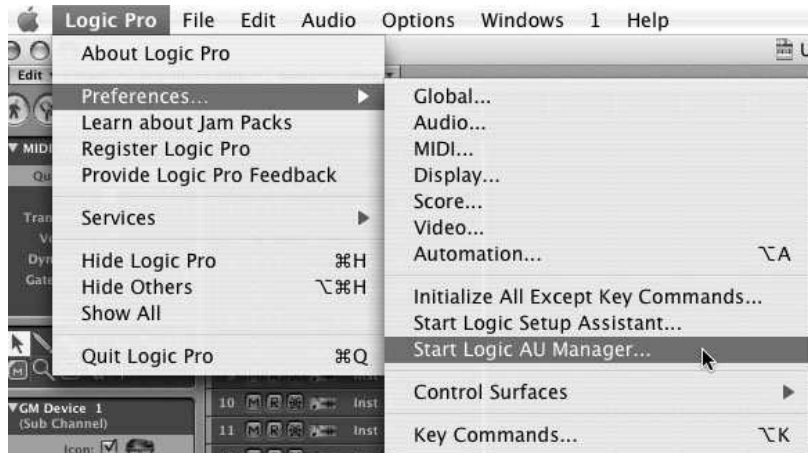 Logic Pro File Edit Audio Options Windows 1 Help
About Logic Pro
Edit
Preferences...
Learn about Jam Packs
Register Logic Pro
Provide Logic Pro Feedback
Services
Hide Logic Pro ⌘H
Hide Others ⌥⌘H
Show All
Quit Logic Pro ⌘Q
Global...
Audio...
MIDI...
Display...
Score...
Video...
Automation... ⌥A
Initialize All Except Key Commands...
Start Logic Setup Assistant...
Start Logic AU Manager...
Control Surfaces
Key Commands... ⌥K
MIDI
Qu
Tran
V
Dyn
Gate
M
GM Device 1
(Sub Channel)
Icon:
10 M R Inst
11 M R Inst